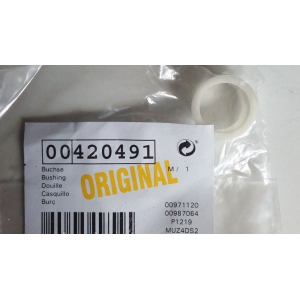 00420491
Buchse
Bushing
Douille
Casquillo
Burç
ORIGINAL
M / 1
00971120
00987064
P1219
MUZ4DS2